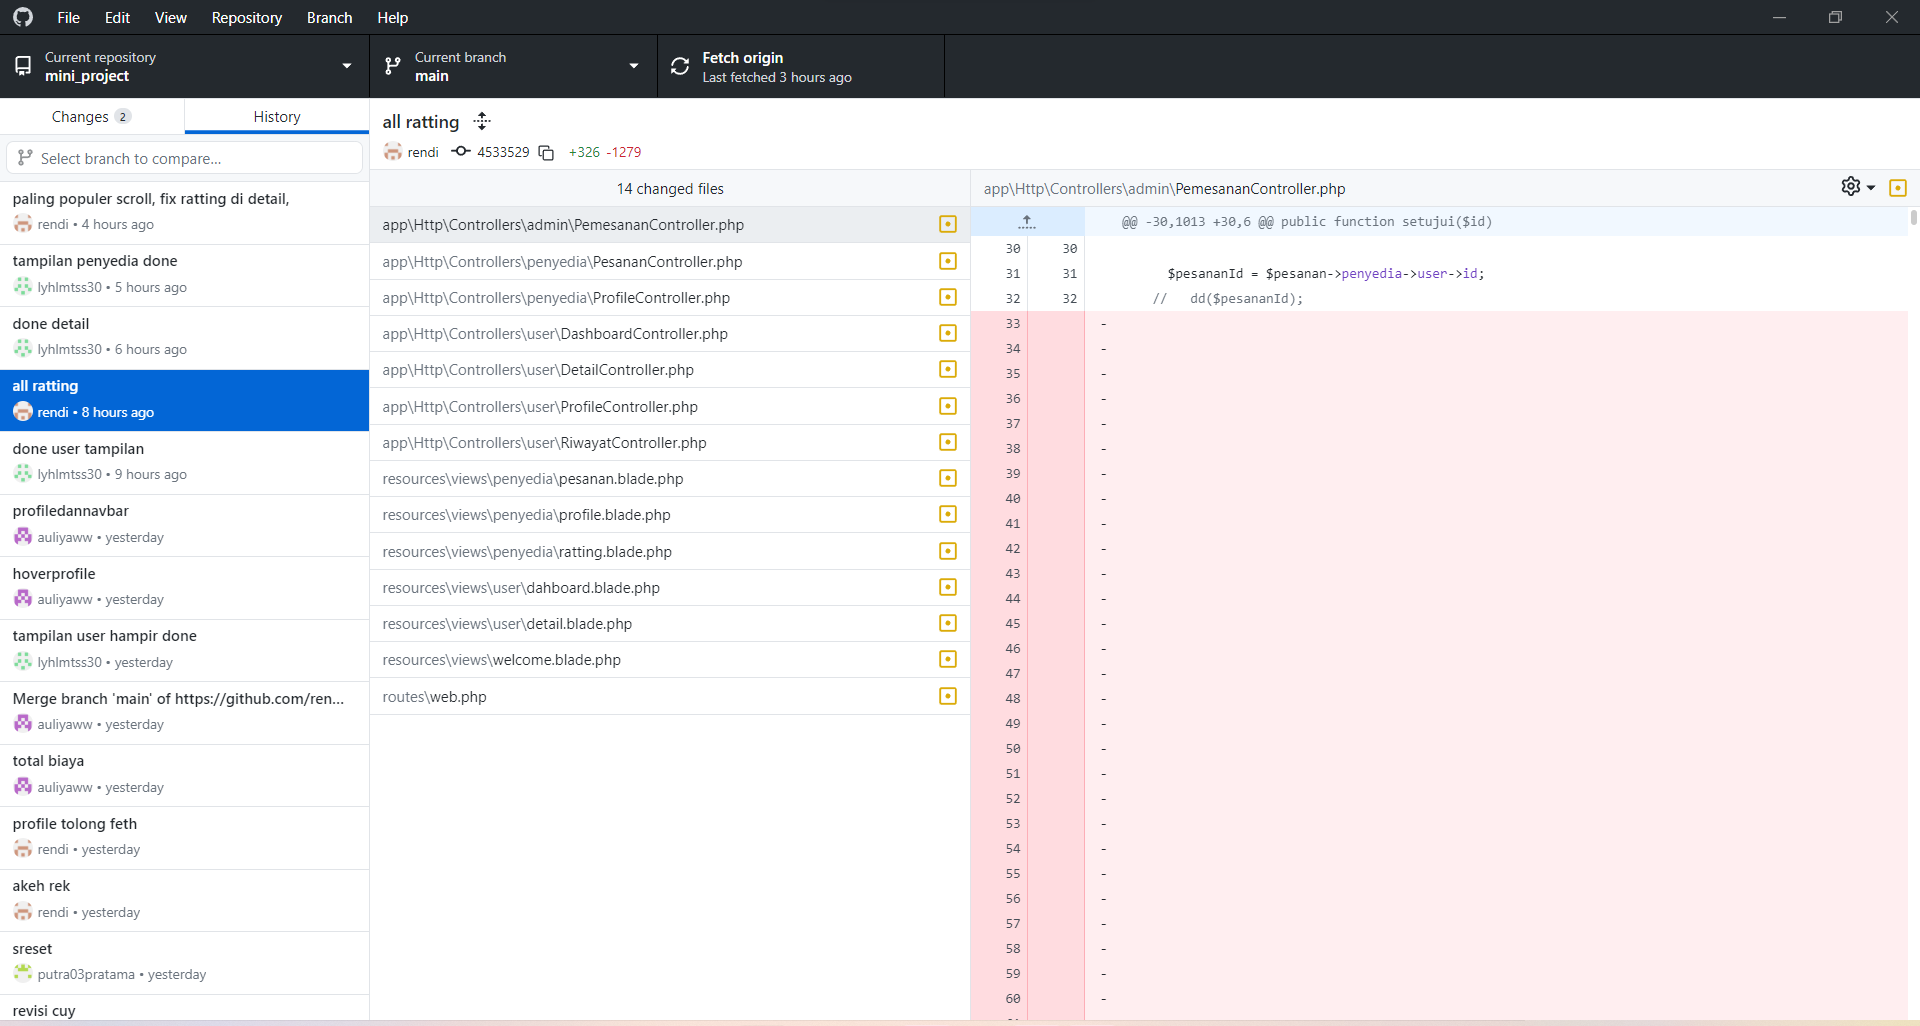 File Edit View Repository Branch Help
Current repository
mini_project
Current branch
main
Fetch origin
Last fetched 3 hours ago
Changes 2
History
Select branch to compare...
paling populer scroll, fix ratting di detail,
rendi • 4 hours ago
tampilan penyedia done
lyhlmtss30 • 5 hours ago
done detail
lyhlmtss30 • 6 hours ago
all ratting
rendi • 8 hours ago
done user tampilan
lyhlmtss30 • 9 hours ago
profiledannavbar
auliyaww • yesterday
hoverprofile
auliyaww • yesterday
tampilan user hampir done
lyhlmtss30 • yesterday
Merge branch 'main' of https://github.com/ren...
auliyaww • yesterday
total biaya
auliyaww • yesterday
profile tolong feth
rendi • yesterday
akeh rek
rendi • yesterday
sreset
putra03pratama • yesterday
revisi cuy
all ratting
rendi 4533529 +326 -1279
14 changed files
app\Http\Controllers\admin\PemesananController.php
app\Http\Controllers\penyedia\PesananController.php
app\Http\Controllers\penyedia\ProfileController.php
app\Http\Controllers\user\DashboardController.php
app\Http\Controllers\user\DetailController.php
app\Http\Controllers\user\ProfileController.php
app\Http\Controllers\user\RiwayatController.php
resources\views\penyedia\pesanan.blade.php
resources\views\penyedia\profile.blade.php
resources\views\penyedia\ratting.blade.php
resources\views\user\dahboard.blade.php
resources\views\user\detail.blade.php
resources\views\welcome.blade.php
routes\web.php
app\Http\Controllers\admin\PemesananController.php
@@ -30,1013 +30,6 @@ public function setujui($id)
30 30
31 31 $pesananId = $pesanan->penyedia->user->id;
32 32 // dd($pesananId);
33 -
34 -
35 -
36 -
37 -
38 -
39 -
40 -
41 -
42 -
43 -
44 -
45 -
46 -
47 -
48 -
49 -
50 -
51 -
52 -
53 -
54 -
55 -
56 -
57 -
58 -
59 -
60 -